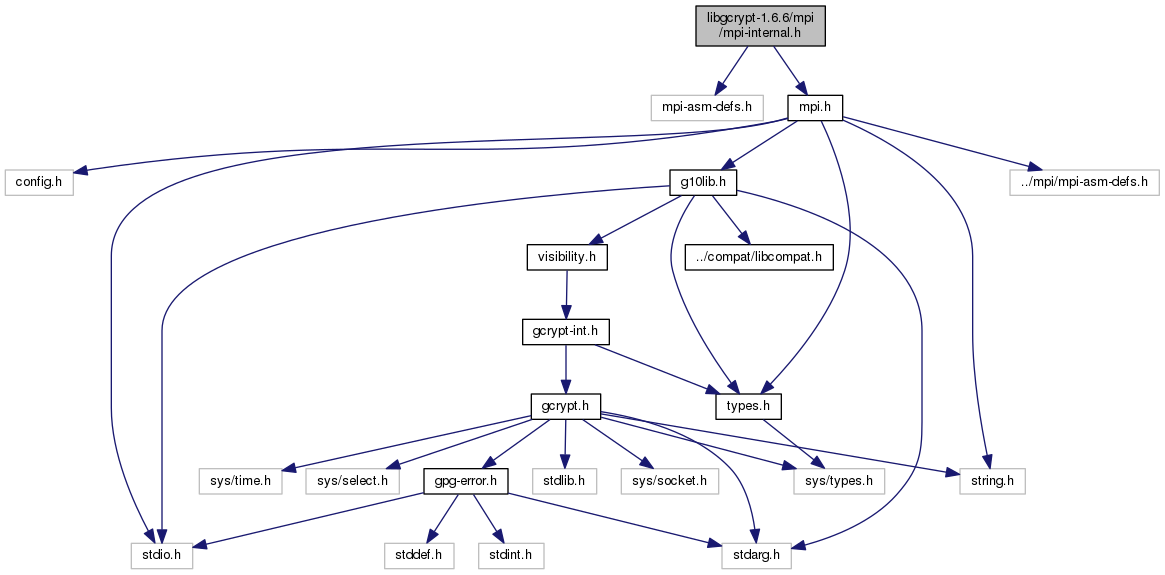 libgcrypt-1.6.6/mpi
/mpi-internal.h
mpi-asm-defs.h
mpi.h
config.h
g10lib.h
../mpi/mpi-asm-defs.h
visibility.h
../compat/libcompat.h
gcrypt-int.h
gcrypt.h
types.h
sys/time.h
sys/select.h
gpg-error.h
stdlib.h
sys/socket.h
sys/types.h
string.h
stdio.h
stddef.h
stdint.h
stdarg.h